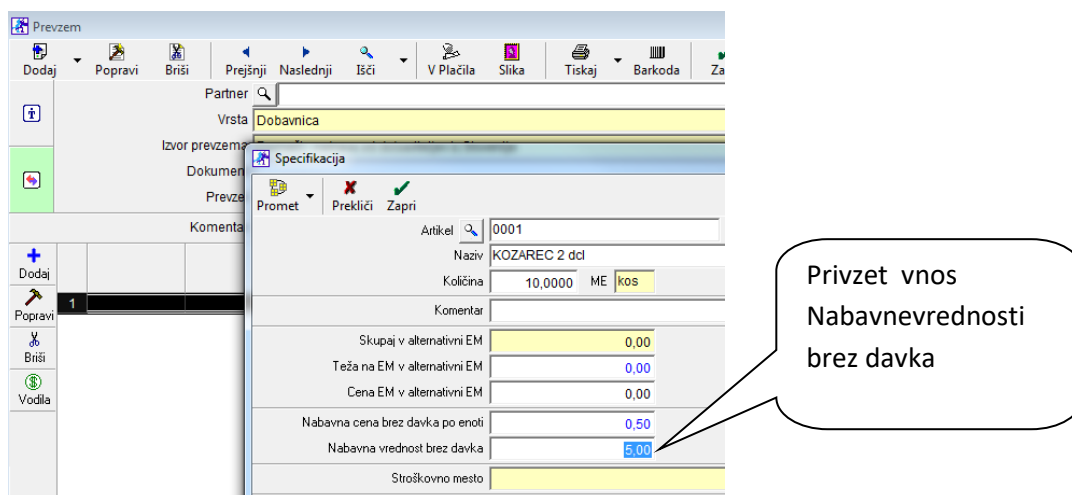 Prevzem
Dodaj Popravi Briši Prejšnji Naslednji Išči V Plačila Slika Tiskaj Barkoda Za
Partner
Vrsta Dobavnica
Izvor prevzema
Specifikacija
Dokumen
Prevze
Promet Prekliči Zapri
Komenta
Artikel 0001
Naziv KOZAREC 2 dcl
Količina 10,0000 ME kos
Komentar
Dodaj
1
Popravi
Briši
Vodila
Skupaj v alternativni EM 0,00
Teža na EM v alternativni EM 0,00
Cena EM v alternativni EM 0,00
Nabavna cena brez davka po enoti 0,50
Nabavna vrednost brez davka 5,00
Stroškovno mesto
Privzet vnos
Nabavnevrednosti
brez davka